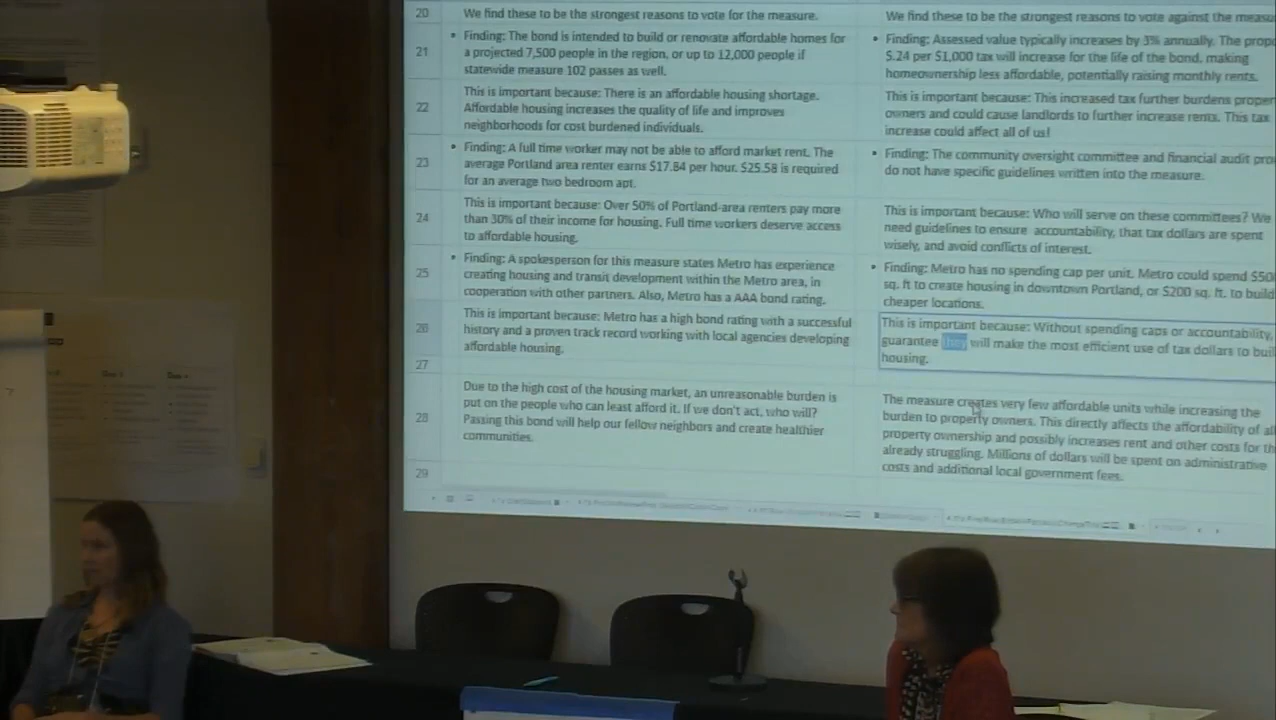 20
We find these to be the strongest reasons to vote for the measure.
We find these to be the strongest reasons to vote against the measu
21
• Finding: The bond is intended to build or renovate affordable homes for
a projected 7,500 people in the region, or up to 12,000 people if
statewide measure 102 passes as well.
• Finding: Assessed value typically increases by 3% annually. The propo
$.24 per $1,000 tax will increase for the life of the bond, making
homeownership less affordable, potentially raising monthly rents.
22
This is important because: There is an affordable housing shortage.
Affordable housing increases the quality of life and improves
neighborhoods for cost burdened individuals.
This is important because: This increased tax further burdens proper
owners and could cause landlords to further increase rents. This tax
increase could affect all of us!
23
• Finding: A full time worker may not be able to afford market rent. The
average Portland area renter earns $17.84 per hour. $25.58 is required
for an average two bedroom apt.
• Finding: The community oversight committee and financial audit pro
do not have specific guidelines written into the measure.
24
This is important because: Over 50% of Portland-area renters pay more
than 30% of their income for housing. Full time workers deserve access
to affordable housing.
This is important because: Who will serve on these committees? We
need guidelines to ensure accountability, that tax dollars are spent
wisely, and avoid conflicts of interest.
25
• Finding: A spokesperson for this measure states Metro has experience
creating housing and transit development within the Metro area, in
cooperation with other partners. Also, Metro has a AAA bond rating.
• Finding: Metro has no spending cap per unit. Metro could spend $50
sq. ft to create housing in downtown Portland, or $200 sq. ft. to build
cheaper locations.
26
This is important because: Metro has a high bond rating with a successful
history and a proven track record working with local agencies developing
affordable housing.
This is important because: Without spending caps or accountability,
guarantee they will make the most efficient use of tax dollars to buil
housing.
27
28
Due to the high cost of the housing market, an unreasonable burden is
put on the people who can least afford it. If we don't act, who will?
Passing this bond will help our fellow neighbors and create healthier
communities.
The measure creates very few affordable units while increasing the
burden to property owners. This directly affects the affordability of al
property ownership and possibly increases rent and other costs for th
already struggling. Millions of dollars will be spent on administrative
costs and additional local government fees.
29